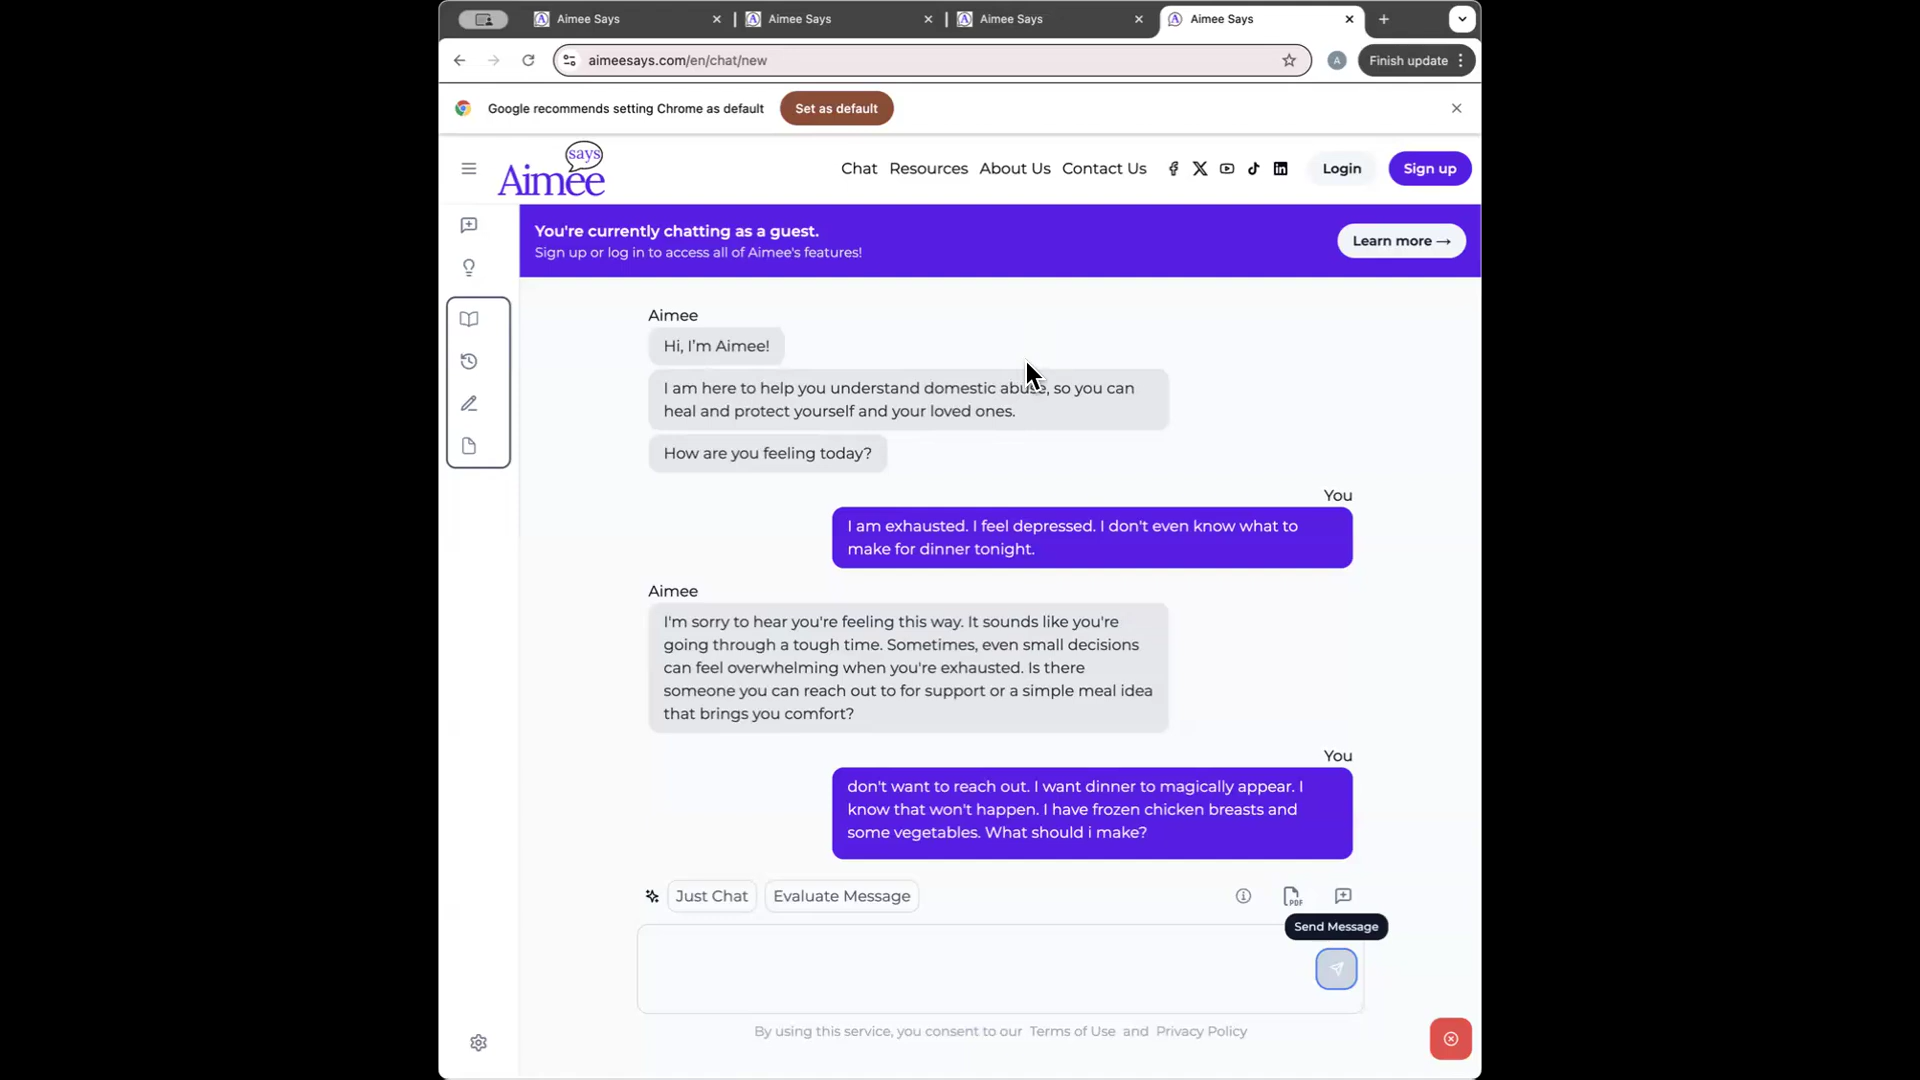 Aimee Says
Aimee Says
Aimee Says
Aimee Says
aimeesays.com/en/chat/new
A
Finish update
Google recommends setting Chrome as default
Set as default
says
Aimee
Chat
Resources
About Us
Contact Us
Login
Sign up
You're currently chatting as a guest.
Sign up or log in to access all of Aimee's features!
Learn more →
Aimee
Hi, I'm Aimee!
I am here to help you understand domestic abuse, so you can
heal and protect yourself and your loved ones.
How are you feeling today?
You
I am exhausted. I feel depressed. I don't even know what to
make for dinner tonight.
Aimee
I'm sorry to hear you're feeling this way. It sounds like you're
going through a tough time. Sometimes, even small decisions
can feel overwhelming when you're exhausted. Is there
someone you can reach out to for support or a simple meal idea
that brings you comfort?
You
don't want to reach out. I want dinner to magically appear. I
know that won't happen. I have frozen chicken breasts and
some vegetables. What should i make?
Just Chat
Evaluate Message
PDF
Send Message
By using this service, you consent to our Terms of Use and Privacy Policy